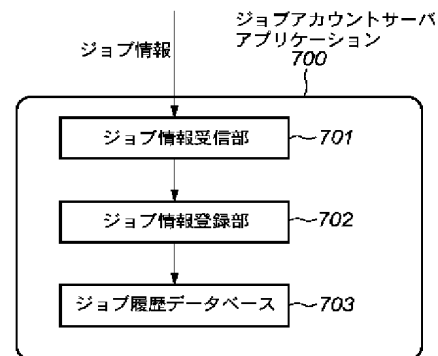 ジョブアカウントサーバ
アプリケーション
700
ジョブ情報
ジョブ情報受信部
701
ジョブ情報登録部
702
ジョブ履歴データベース
703